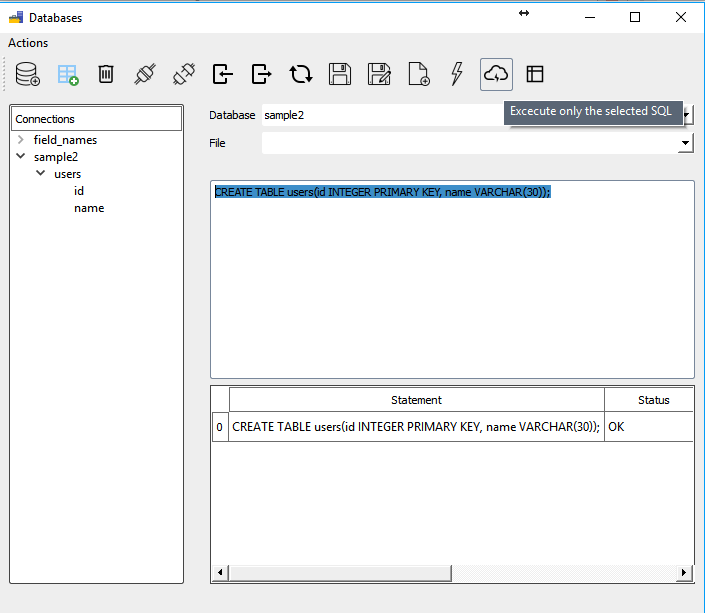 Databases
Actions
Connections
field_names
sample2
users
id
name
Database sample2
Excecute only the selected SQL
File
CREATE TABLE users(id INTEGER PRIMARY KEY, name VARCHAR(30));
Statement Status
0 CREATE TABLE users(id INTEGER PRIMARY KEY, name VARCHAR(30)); OK